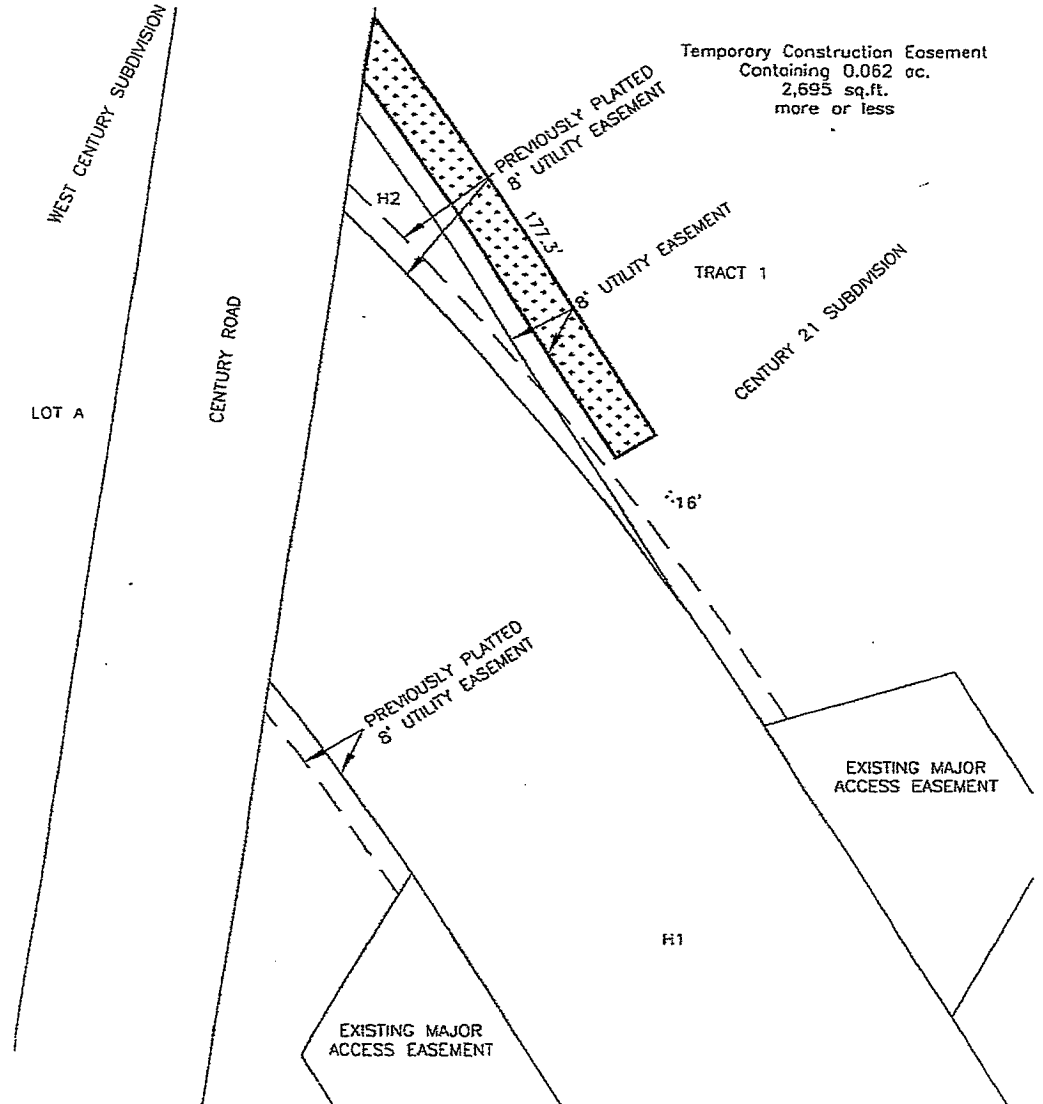 WEST CENTURY SUBDIVISION
Temporary Construction Easement
Containing 0.062 ac.
2,695 sq.ft.
more or less
PREVIOUSLY PLATTED
8' UTILITY EASEMENT
H2
177.3'
8' UTILITY EASEMENT
TRACT 1
CENTURY 21 SUBDIVISION
CENTURY ROAD
LOT A
16'
PREVIOUSLY PLATTED
8' UTILITY EASEMENT
EXISTING MAJOR
ACCESS EASEMENT
H1
EXISTING MAJOR
ACCESS EASEMENT